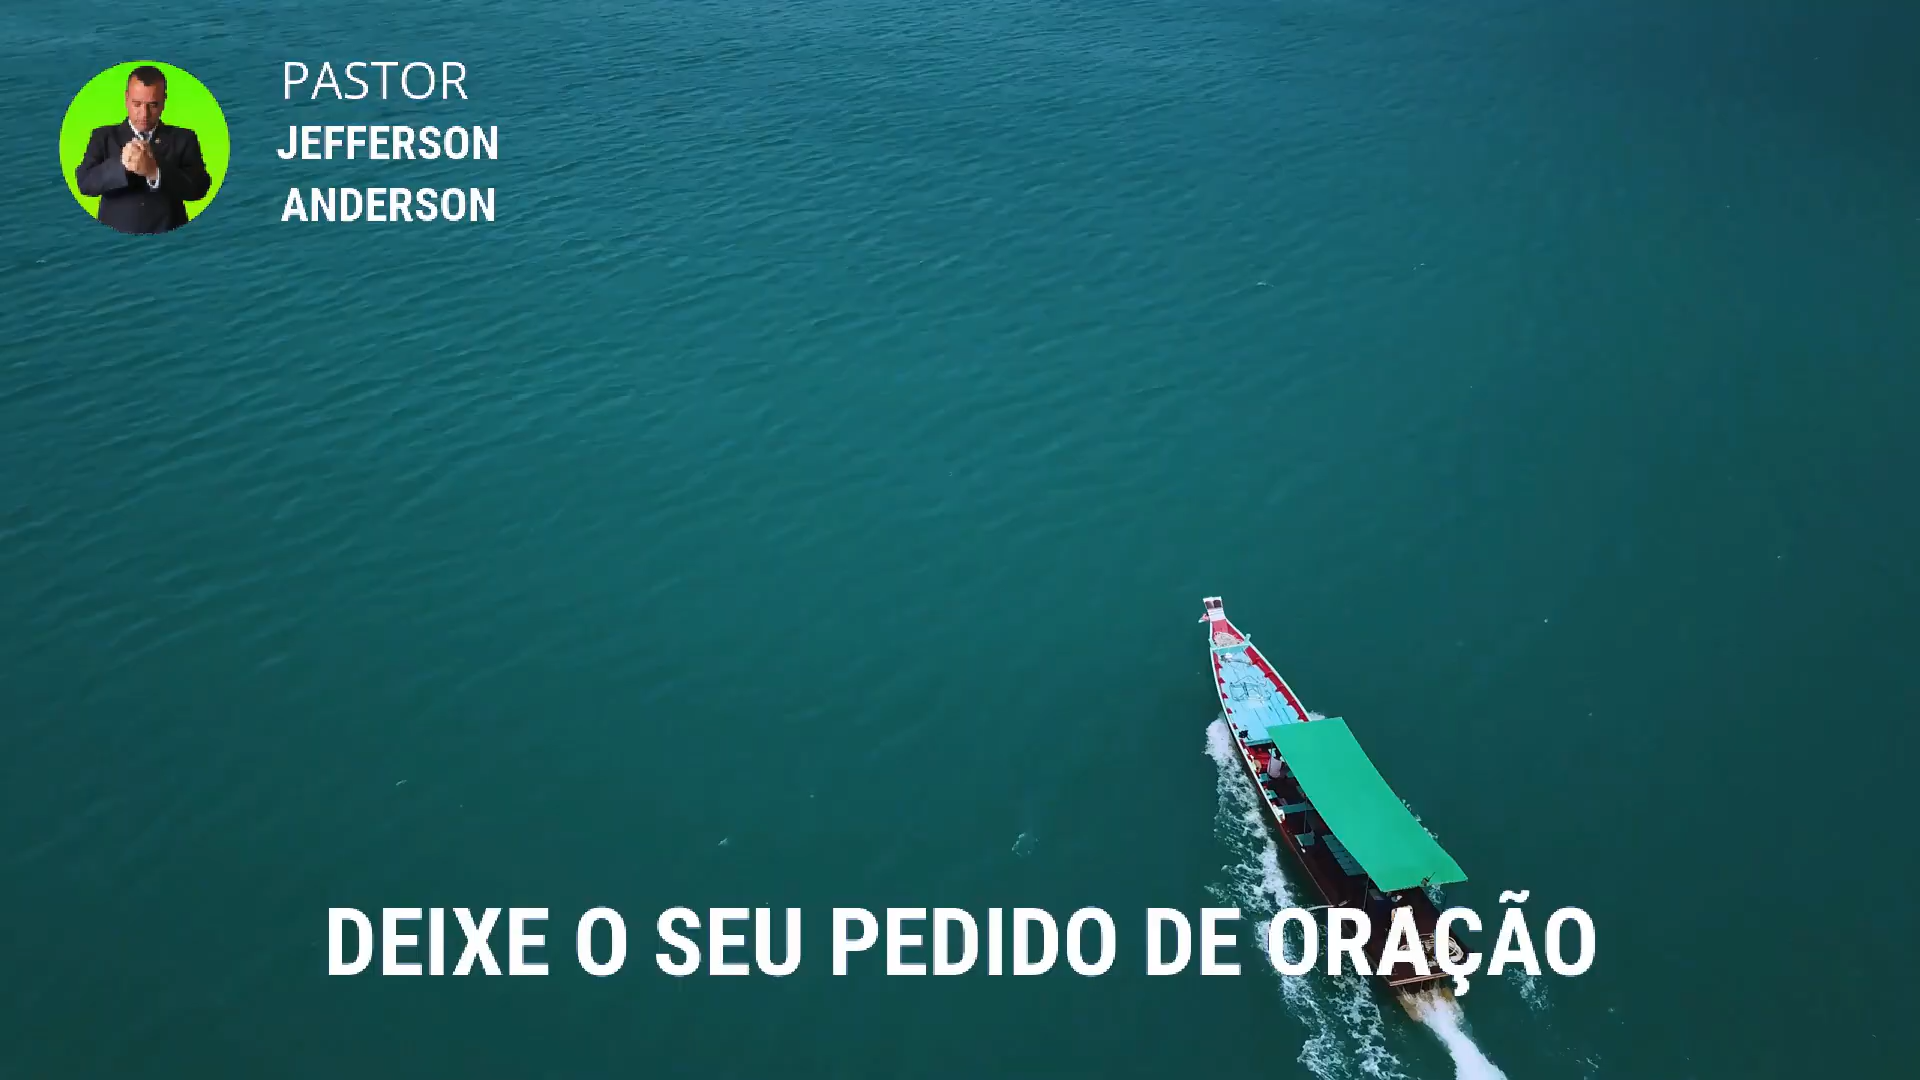 PASTOR
JEFFERSON
ANDERSON
DEIXE O SEU PEDIDO DE ORAÇÃO